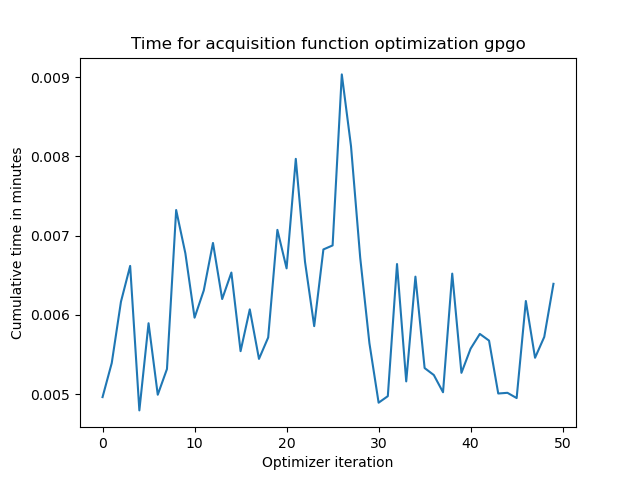 Time for acquisition function optimization gpgo
0.009
0.008
0.007
0.006
0.005
Cumulative time in minutes
0 10 20 30 40 50
Optimizer iteration